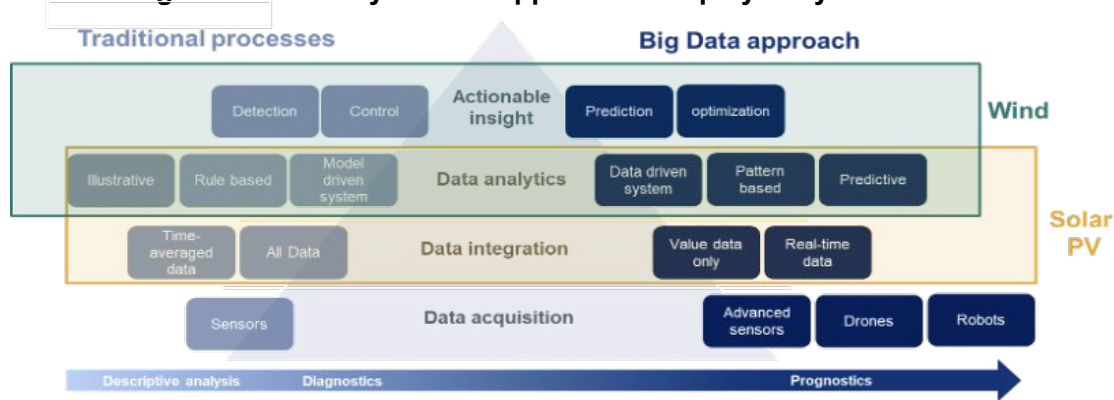 Traditional processes
Big Data approach
Detection
Control
Actionable
insight
Prediction
optimization
Wind
Illustrative
Rule based
Model
driven
system
Data analytics
Data driven
system
Pattern
based
Predictive
Solar
PV
Time-
averaged
data
All Data
Data integration
Value data
only
Real-time
data
Sensors
Data acquisition
Advanced
sensors
Drones
Robots
Descriptive analysis
Diagnostics
Prognostics